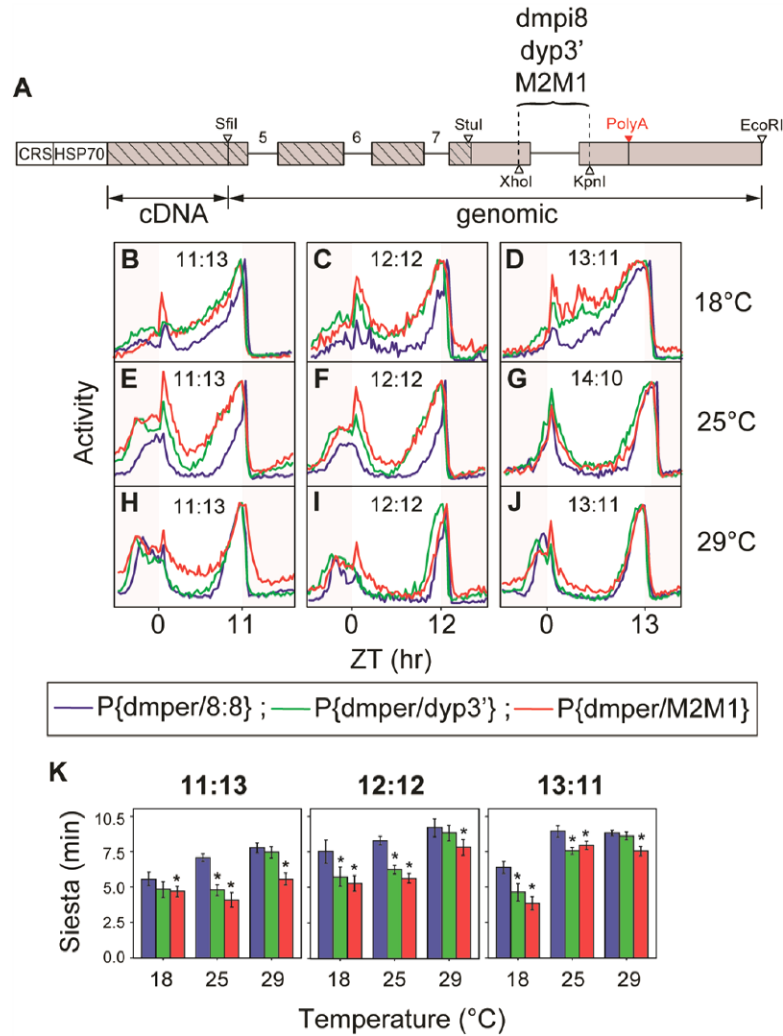 dmpi8
dyp3'
M2M1
A
SfiI 5 6 7 StuI PolyA EcoRI
CRS HSP70
XhoI KpnI
cDNA genomic
B 11:13 C 12:12 D 13:11 18°C
E 11:13 F 12:12 G 14:10 25°C
H 11:13 I 12:12 J 13:11 29°C
Activity
0 11 0 12 0 13
ZT (hr)
P{dmper/8:8} ; P{dmper/dyp3'} ; P{dmper/M2M1}
K 11:13 12:12 13:11
Siesta (min)
10.5
7.5
5.0
2.5
0.0
* * * * * * * * * * * * * *
18 25 29 18 25 29 18 25 29
Temperature (°C)